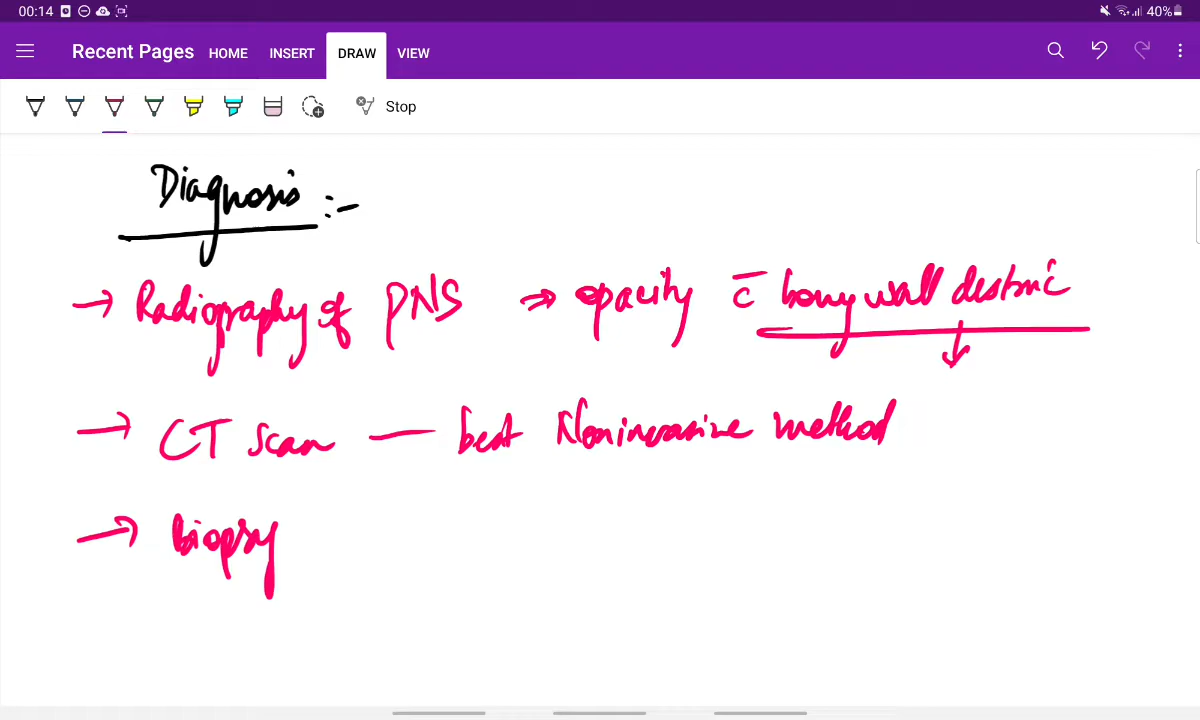 00:14 40%
Recent Pages HOME INSERT DRAW VIEW
Stop
Diagnosis :-
→ Radiography of PNS ⇒ opacity c̄ bony wall destruc
→ CT scan — best Noninvasive method
→ biopsy